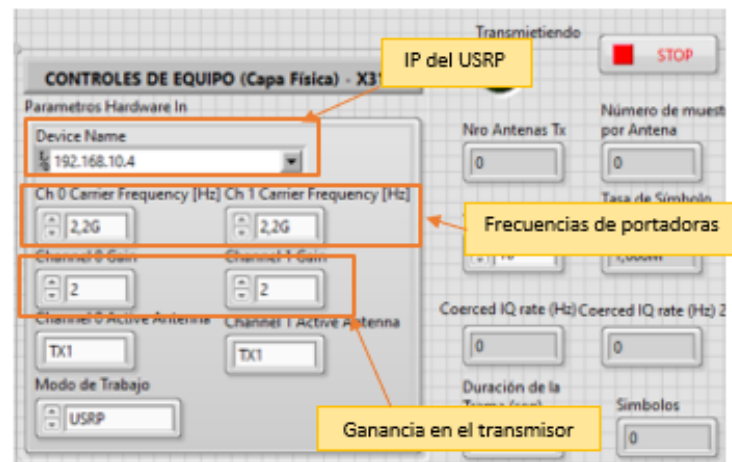 Transmietiendo
IP del USRP
STOP
CONTROLES DE EQUIPO (Capa Física) - X31
Parametros Hardware In
Device Name
192.168.10.4
Nro Antenas Tx
Número de muest
por Antena
0
0
Ch 0 Carrier Frequency [Hz] Ch 1 Carrier Frequency [Hz]
2,2G
2,2G
Tasa de Símbolo
Frecuencias de portadoras
Channel 0 Gain
Channel 1 Gain
2
2
Channel 0 Active Antenna
Channel 1 Active Antenna
TX1
TX1
Coerced IQ rate (Hz) Coerced IQ rate (Hz) 2
0
0
Modo de Trabajo
USRP
Duración de la
Simbolos
0
Ganancia en el transmisor